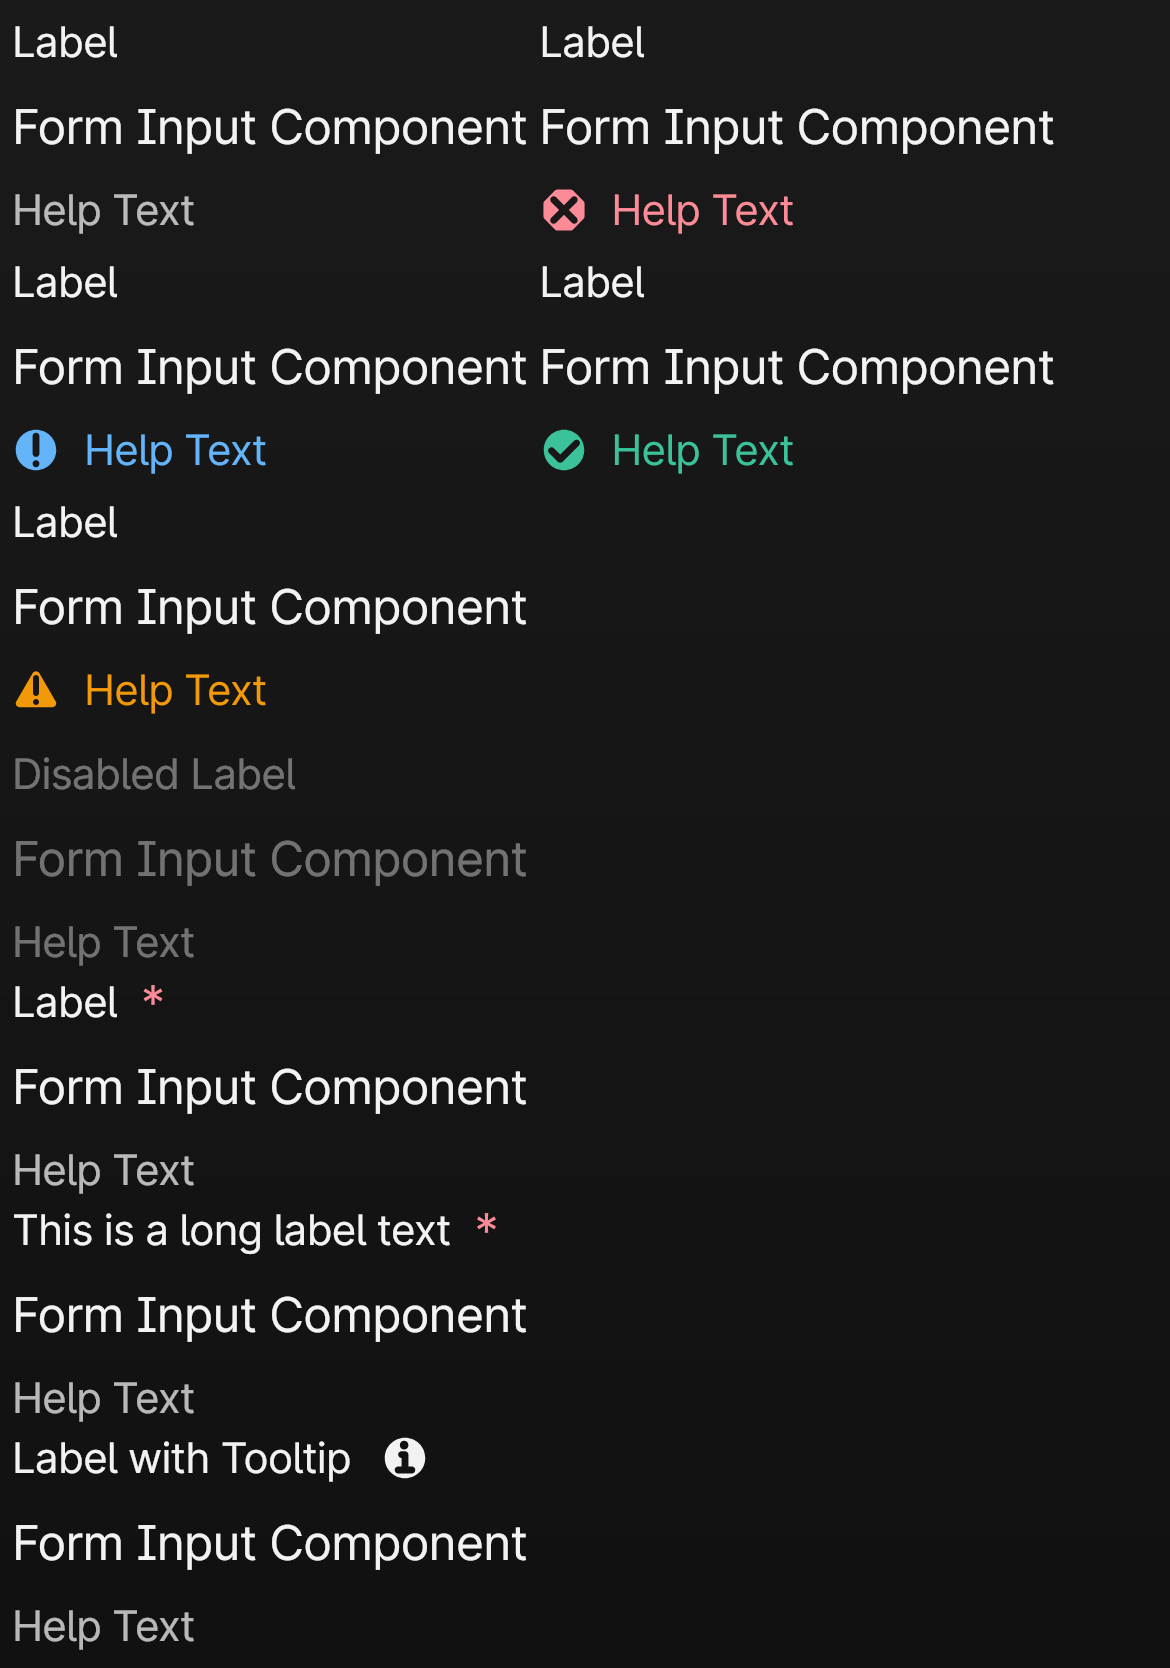 Label Label
Form Input Component Form Input Component
Help Text Help Text
Label Label
Form Input Component Form Input Component
Help Text Help Text
Label
Form Input Component
Help Text
Disabled Label
Form Input Component
Help Text
Label *
Form Input Component
Help Text
This is a long label text *
Form Input Component
Help Text
Label with Tooltip
Form Input Component
Help Text